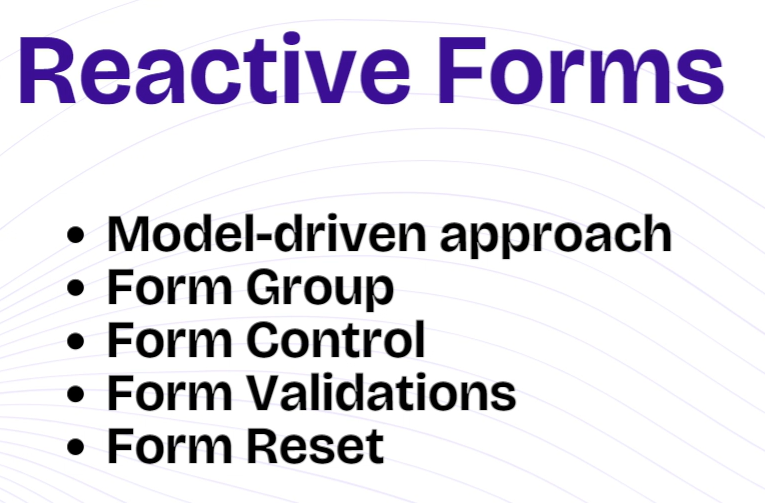 Reactive Forms
• Model-driven approach
• Form Group
• Form Control
• Form Validations
• Form Reset